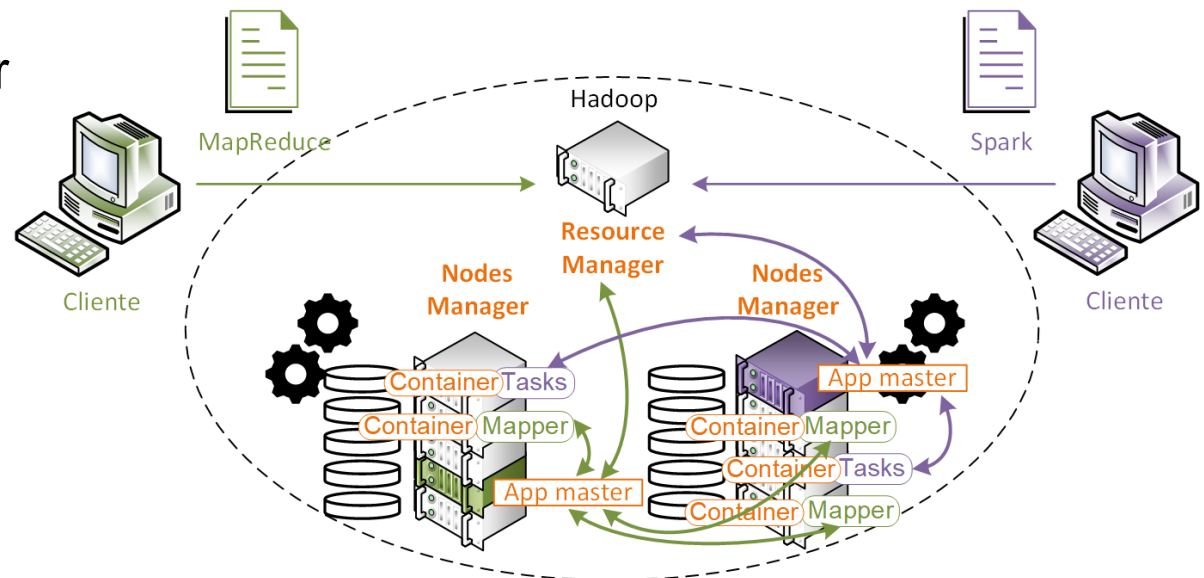 r
Hadoop
MapReduce
Spark
Resource
Manager
Cliente
Cliente
Nodes
Manager
Nodes
Manager
Container Tasks
App master
Container Mapper
Container Mapper
Container Tasks
App master
Container Mapper